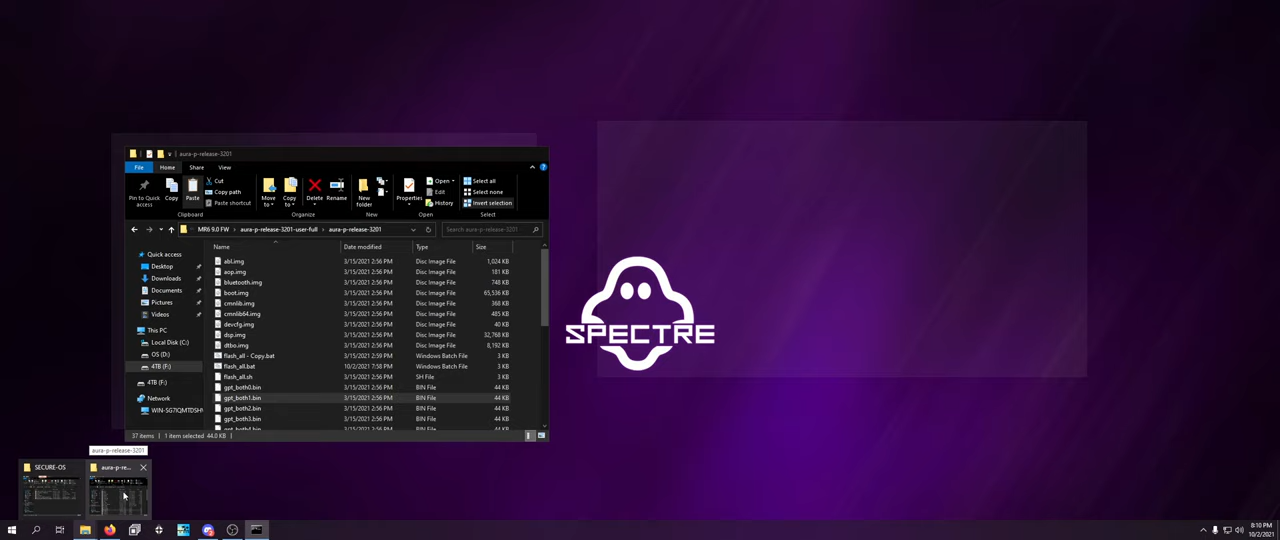 aura-p-release-3201
File Home Share View
Pin to Quick access
Copy
Paste
Cut
Copy path
Paste shortcut
Clipboard
Move to
Copy to
Delete
Rename
Organize
New folder
New
Properties
Open
Edit
History
Open
Select all
Select none
Invert selection
Select
MR6 9.0 FW > aura-p-release-3201-user-full > aura-p-release-3201
Search aura-p-release-3201
Name Date modified Type Size
Quick access
Desktop
Downloads
Documents
Pictures
Videos
This PC
Local Disk (C:)
OS (D:)
4TB (F:)
4TB (F:)
Network
abl.img 3/15/2021 2:56 PM Disc Image File 1,024 KB
aop.img 3/15/2021 2:56 PM Disc Image File 181 KB
bluetooth.img 3/15/2021 2:56 PM Disc Image File 748 KB
boot.img 3/15/2021 2:56 PM Disc Image File 65,536 KB
cmnlib.img 3/15/2021 2:56 PM Disc Image File 368 KB
cmnlib64.img 3/15/2021 2:56 PM Disc Image File 485 KB
devcfg.img 3/15/2021 2:56 PM Disc Image File 40 KB
dsp.img 3/15/2021 2:56 PM Disc Image File 32,768 KB
dtbo.img 3/15/2021 2:56 PM Disc Image File 8,192 KB
flash_all - Copy.bat 3/15/2021 2:59 PM Windows Batch File 3 KB
flash_all.bat 10/2/2021 7:58 PM Windows Batch File 3 KB
flash_all.sh 3/15/2021 2:56 PM SH File 3 KB
gpt_both0.bin 3/15/2021 2:56 PM BIN File 44 KB
gpt_both1.bin 3/15/2021 2:56 PM BIN File 44 KB
gpt_both2.bin 3/15/2021 2:56 PM BIN File 44 KB
gpt_both3.bin 3/15/2021 2:56 PM BIN File 44 KB
gpt_both4.bin 3/15/2021 2:56 PM BIN File 44 KB
37 items 1 item selected 44.0 KB
SPECTRE
aura-p-release-3201
SECURE-OS
aura-p-re...
8:10 PM
10/2/2021